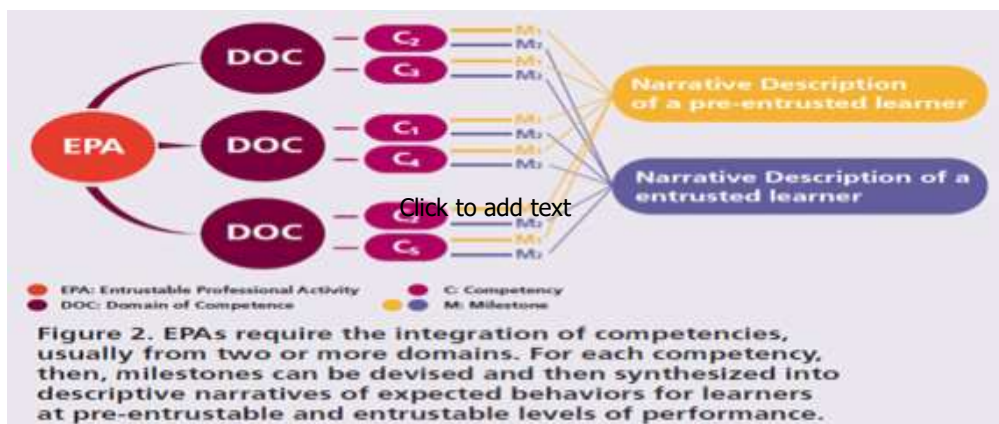 DOC
C₂
M₁
M₂
C₃
M₁
M₂
Narrative Description
of a pre-entrusted learner
EPA
DOC
C₁
M₁
M₂
C₄
M₁
M₂
Narrative Description of a
entrusted learner
DOC
Click to add text
M₂
C₅
M₁
M₂
EPA: Entrustable Professional Activity
C: Competency
DOC: Domain of Competence
M: Milestone
Figure 2. EPAs require the integration of competencies,
usually from two or more domains. For each competency,
then, milestones can be devised and then synthesized into
descriptive narratives of expected behaviors for learners
at pre-entrustable and entrustable levels of performance.